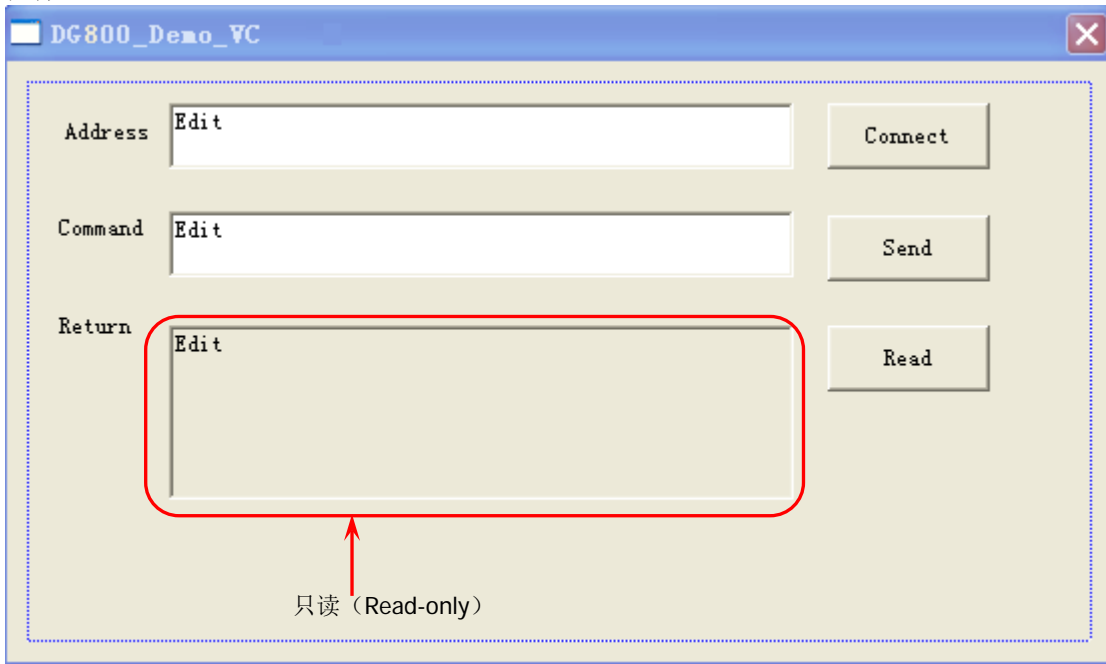 DG800_Demo_VC
Address Edit Connect
Command Edit Send
Return Edit Read
只读（Read-only）